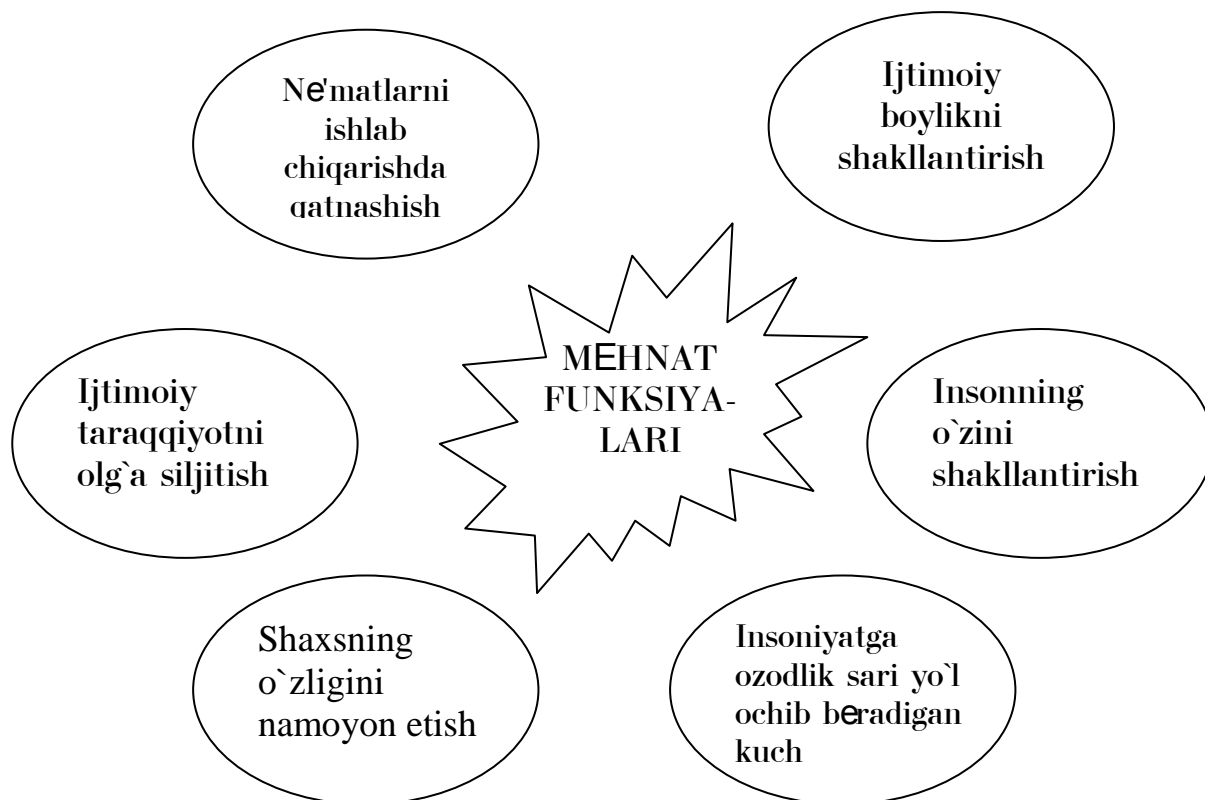 Ne'matlarni
ishlab
chiqarishda
qatnashish
Ijtimoiy
boylikni
shakllantirish
MEHNAT
FUNKSIYA-
LARI
Ijtimoiy
taraqqiyotni
olg`a siljitish
Insonning
o`zini
shakllantirish
Shaxsning
o`zligini
namoyon etish
Insoniyatga
ozodlik sari yo`l
ochib beradigan
kuch